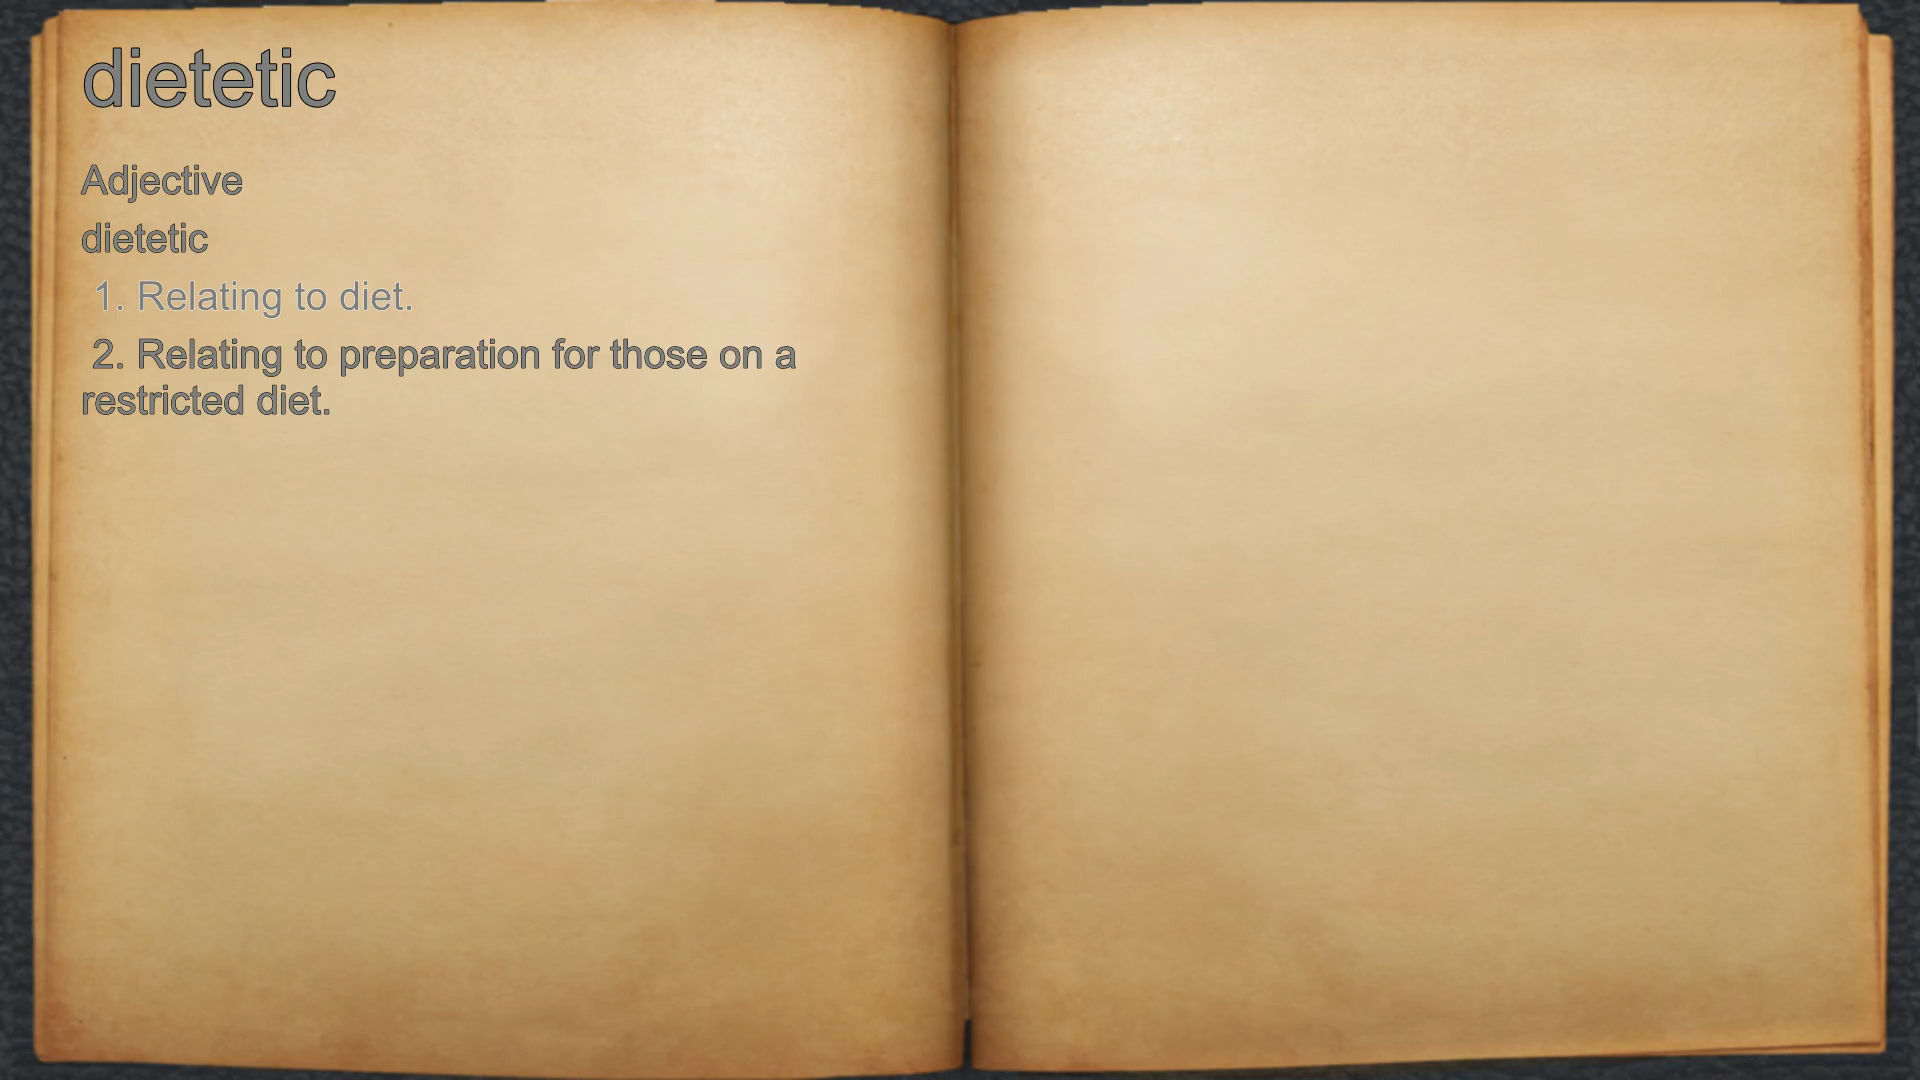 dietetic
Adjective
dietetic
1. Relating to diet.
2. Relating to preparation for those on a
restricted diet.